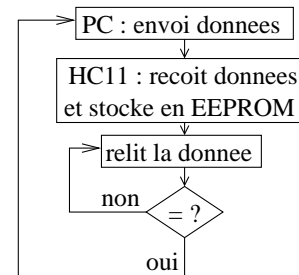 PC : envoi donnees
HC11 : recoit donnees
et stocke en EEPROM
relit la donnee
non
= ?
oui